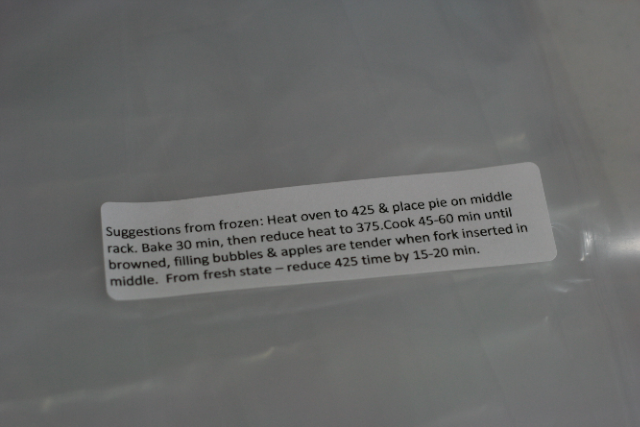 Suggestions from frozen: Heat oven to 425 & place pie on middle
rack. Bake 30 min, then reduce heat to 375.Cook 45-60 min until
browned, filling bubbles & apples are tender when fork inserted in
middle.  From fresh state – reduce 425 time by 15-20 min.